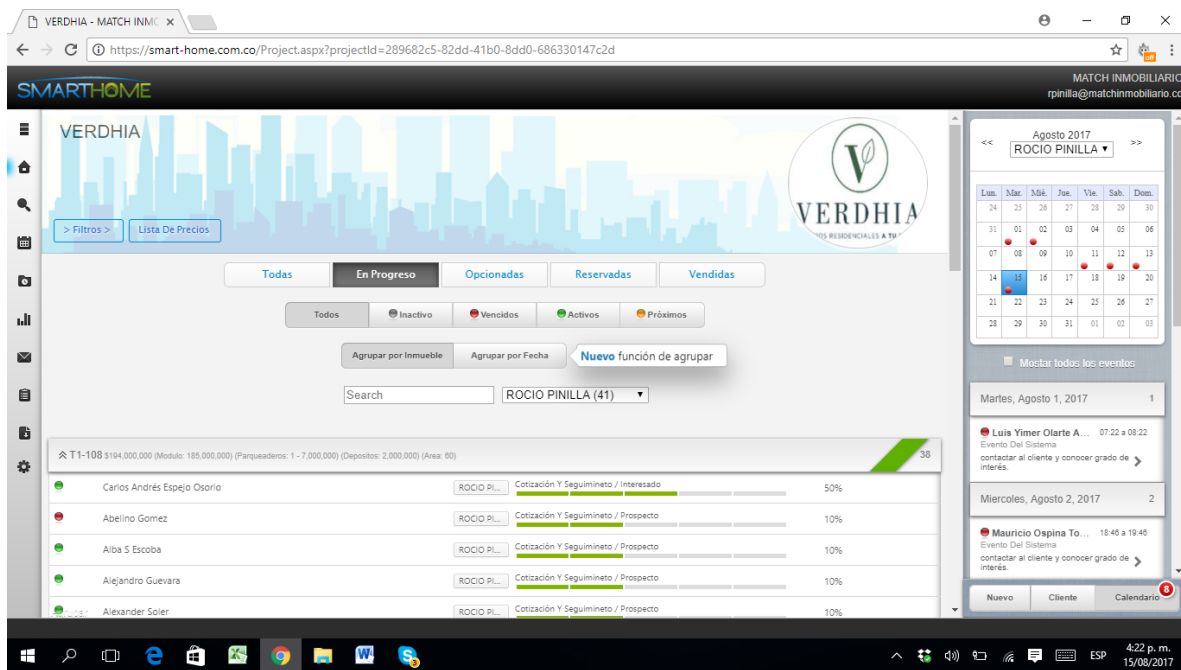 VERDHIA - MATCH INMO
https://smart-home.com.co/Project.aspx?projectId=289682c5-82dd-41b0-8dd0-686330147c2d
off
SMARTHOME
MATCH INMOBILIARIO
rpinilla@matchinmobiliario.co
VERDHIA
V
VERDHIA
OS RESIDENCIALES A TU
> Filtros >
Lista De Precios
Todas
En Progreso
Opcionadas
Reservadas
Vendidas
Todos
Inactivo
Vencidos
Activos
Próximos
Agrupar por Inmueble
Agrupar por Fecha
Nuevo función de agrupar
Search
ROCIO PINILLA (41)
T1-108 $194,000,000 (Modulo: 185,000,000) (Parqueaderos: 1 - 7,000,000) (Depositos: 2,000,000) (Area: 60)
38
Carlos Andrés Espejo Osorio ROCIO PI... Cotización Y Seguimineto / Interesado 50%
Abelino Gomez ROCIO PI... Cotización Y Seguimineto / Prospecto 10%
Alba S Escoba ROCIO PI... Cotización Y Seguimineto / Prospecto 10%
Alejandro Guevara ROCIO PI... Cotización Y Seguimineto / Prospecto 10%
Alexander Soler ROCIO PI... Cotización Y Seguimineto / Prospecto 10%
<< Agosto 2017 >>
ROCIO PINILLA
Lun. Mar. Mié. Jue. Vie. Sab. Dom.
24 25 26 27 28 29 30
31 01 02 03 04 05 06
07 08 09 10 11 12 13
14 15 16 17 18 19 20
21 22 23 24 25 26 27
28 29 30 31 01 02 03
Mostar todos los eventos
Martes, Agosto 1, 2017 1
Luis Yimer Olarte A... 07:22 a 08:22
Evento Del Sistema
contactar al cliente y conocer grado de
interés.
Miercoles, Agosto 2, 2017 2
Mauricio Ospina To... 18:46 a 19:46
Evento Del Sistema
contactar al cliente y conocer grado de
interés.
Nuevo
Cliente
Calendario
8
3
ESP
4:22 p. m.
15/08/2017